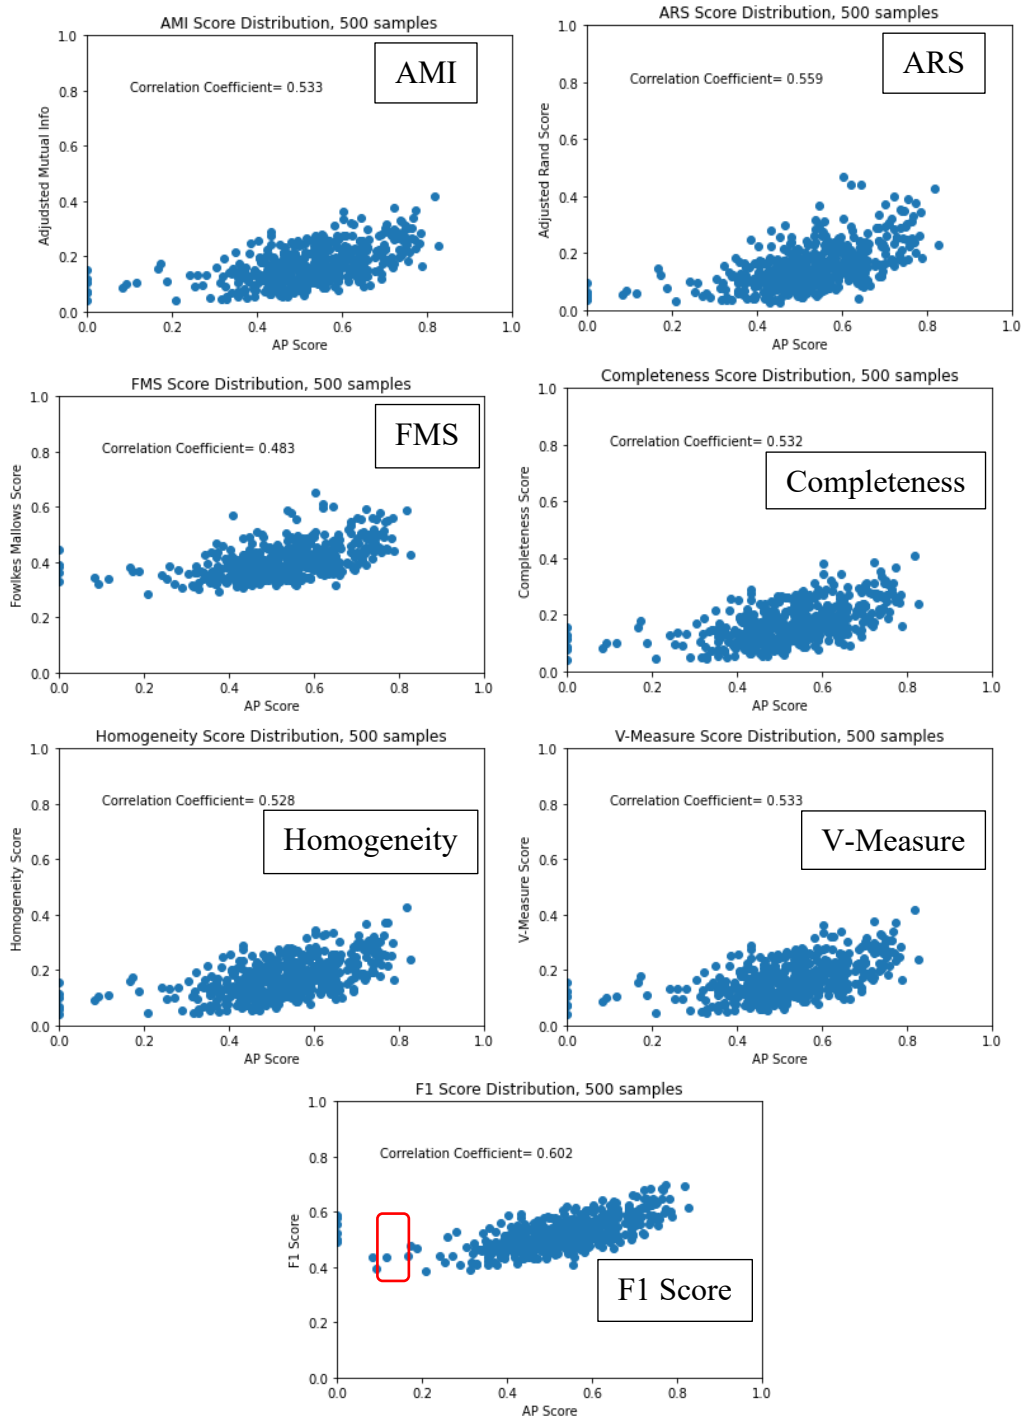 AMI Score Distribution, 500 samples
1.0
0.8
0.6
0.4
0.2
0.0
Adjudsted Mutual Info
Correlation Coefficient= 0.533
AMI
0.0 0.2 0.4 0.6 0.8 1.0
AP Score
ARS Score Distribution, 500 samples
1.0
0.8
0.6
0.4
0.2
0.0
Adjusted Rand Score
Correlation Coefficient= 0.559
ARS
0.0 0.2 0.4 0.6 0.8 1.0
AP Score
FMS Score Distribution, 500 samples
1.0
0.8
0.6
0.4
0.2
0.0
Fowlkes Mallows Score
Correlation Coefficient= 0.483
FMS
0.0 0.2 0.4 0.6 0.8 1.0
AP Score
Completeness Score Distribution, 500 samples
1.0
0.8
0.6
0.4
0.2
0.0
Completeness Score
Correlation Coefficient= 0.532
Completeness
0.0 0.2 0.4 0.6 0.8 1.0
AP Score
Homogeneity Score Distribution, 500 samples
1.0
0.8
0.6
0.4
0.2
0.0
Homogeneity Score
Correlation Coefficient= 0.528
Homogeneity
0.0 0.2 0.4 0.6 0.8 1.0
AP Score
V-Measure Score Distribution, 500 samples
1.0
0.8
0.6
0.4
0.2
0.0
V-Measure Score
Correlation Coefficient= 0.533
V-Measure
0.0 0.2 0.4 0.6 0.8 1.0
AP Score
F1 Score Distribution, 500 samples
1.0
0.8
0.6
0.4
0.2
0.0
F1 Score
Correlation Coefficient= 0.602
F1 Score
0.0 0.2 0.4 0.6 0.8 1.0
AP Score